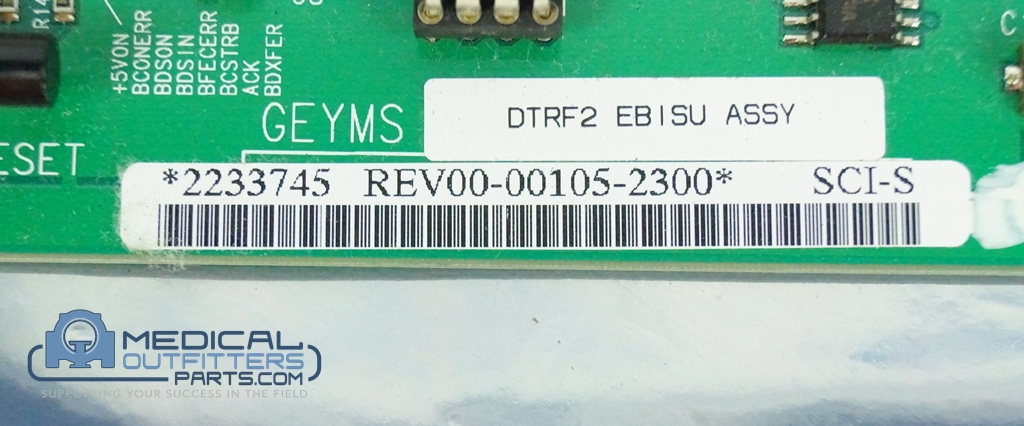 R14
+5VON
BCONERR
BDSON
BDSIN
BFECERR
BCSTRB
ACK
BDXFER
GEYMS
DTRF2 EBISU ASSY
ESET
*2233745 REV00-00105-2300* SCI-S
MEDICAL
OUTFITTERS
PARTS.COM
SUPPORTING YOUR SUCCESS IN THE FIELD